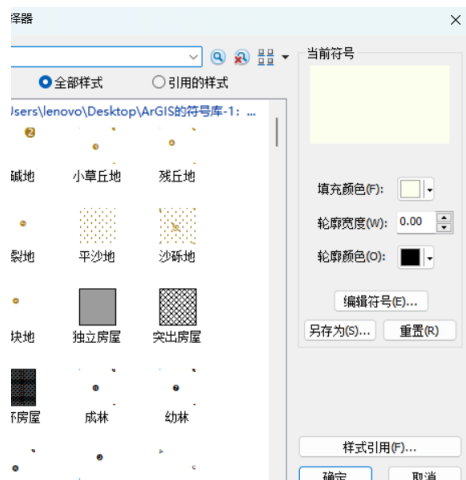 择器
当前符号
全部样式
引用的样式
Jsers\lenovo\Desktop\ArGIS的符号库-1：...
碱地
小草丘地
残丘地
填充颜色(F):
轮廓宽度(W):
0.00
轮廓颜色(O):
裂地
平沙地
沙砾地
编辑符号(E)...
另存为(S)...
重置(R)
块地
独立房屋
突出房屋
成林
幼林
样式引用(F)...
确定
取消